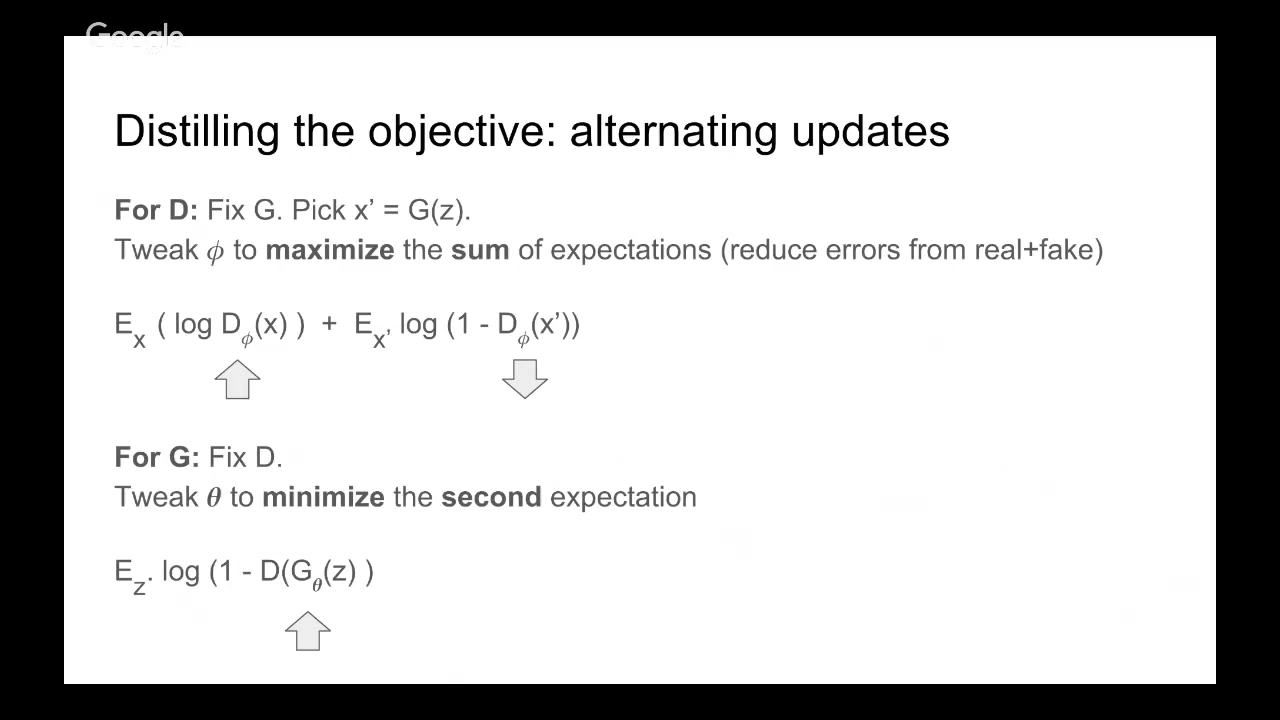 Google
Distilling the objective: alternating updates
For D: Fix G. Pick x’ = G(z).
Tweak ϕ to maximize the sum of expectations (reduce errors from real+fake)
Eₓ ( log Dᵩ(x) ) + Eₓ’ log (1 - Dᵩ(x’))
For G: Fix D.
Tweak θ to minimize the second expectation
E_z. log (1 - D(G_θ(z) )